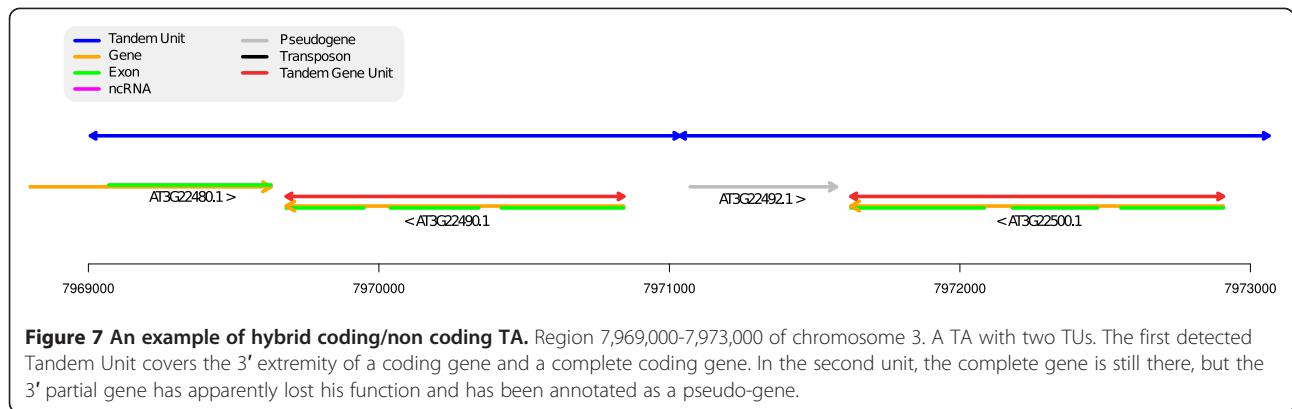 Tandem Unit
Gene
Exon
ncRNA
Pseudogene
Transposon
Tandem Gene Unit
AT3G22480.1 >
< AT3G22490.1
AT3G22492.1 >
< AT3G22500.1
7969000 7970000 7971000 7972000 7973000
Figure 7 An example of hybrid coding/non coding TA. Region 7,969,000-7,973,000 of chromosome 3. A TA with two TUs. The first detected
Tandem Unit covers the 3′ extremity of a coding gene and a complete coding gene. In the second unit, the complete gene is still there, but the
3′ partial gene has apparently lost his function and has been annotated as a pseudo-gene.